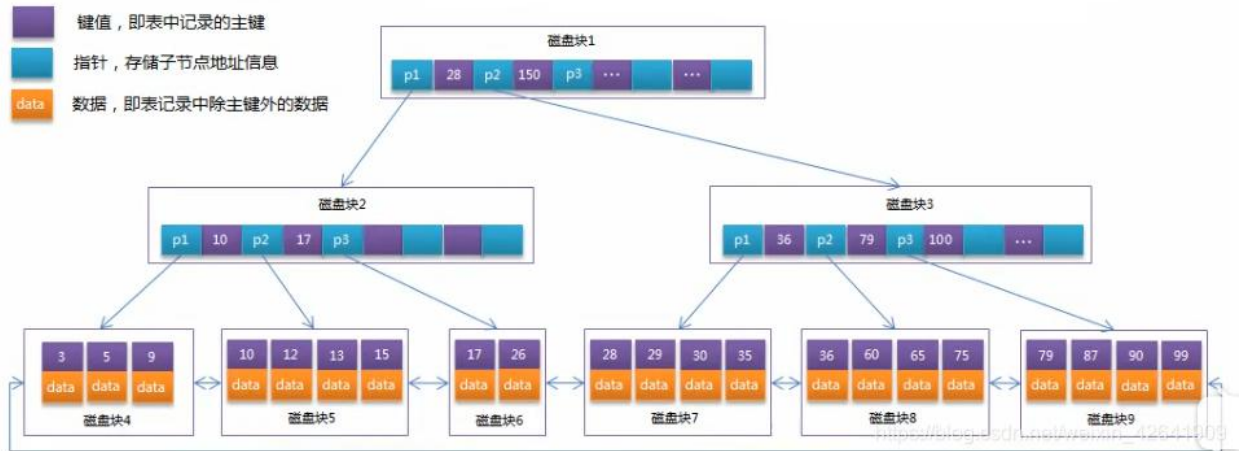 键值，即表中记录的主键
指针，存储子节点地址信息
data 数据，即表记录中除主键外的数据
磁盘块1
p1 28 p2 150 p3 ··· ···
磁盘块2
p1 10 p2 17 p3
磁盘块3
p1 36 p2 79 p3 100 ···
3 5 9
data data data
磁盘块4
10 12 13 15
data data data data
磁盘块5
17 26
data data
磁盘块6
28 29 30 35
data data data data
磁盘块7
36 60 65 75
data data data data
磁盘块8
79 87 90 99
data data data data
磁盘块9
https://blog.csdn.net/weixin_42641909